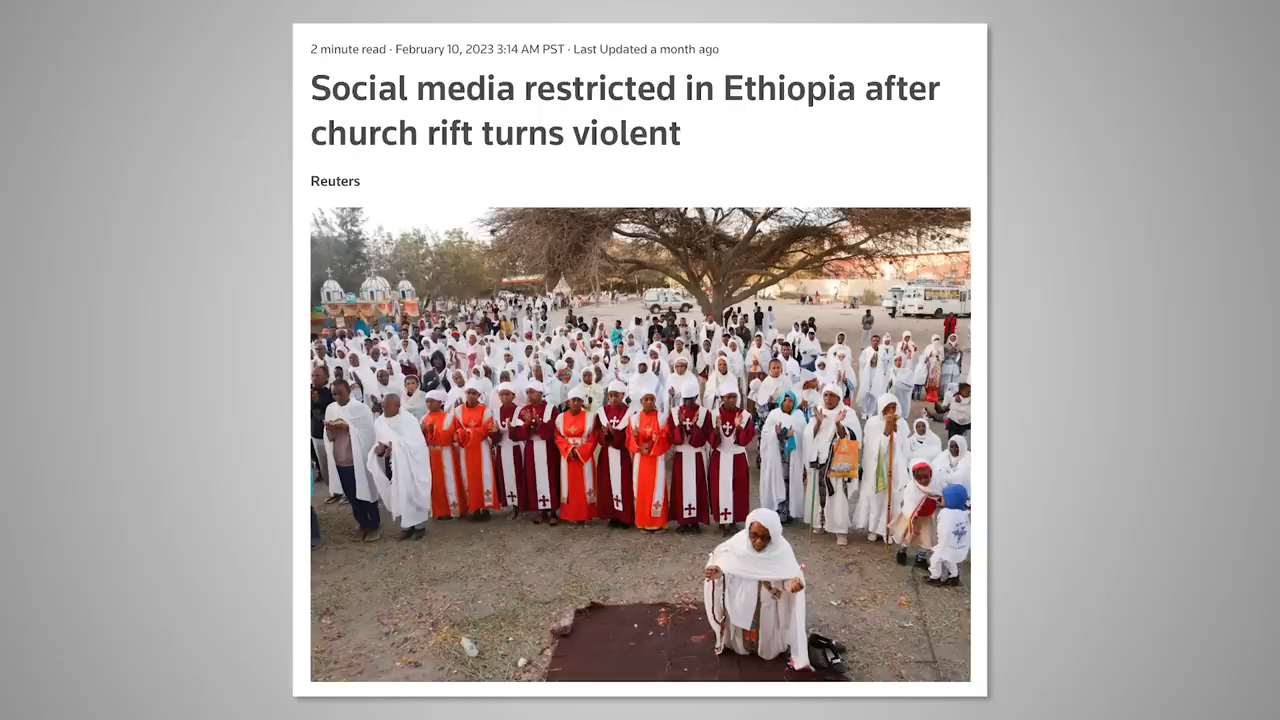 2 minute read · February 10, 2023 3:14 AM PST · Last Updated a month ago
Social media restricted in Ethiopia after
church rift turns violent
Reuters